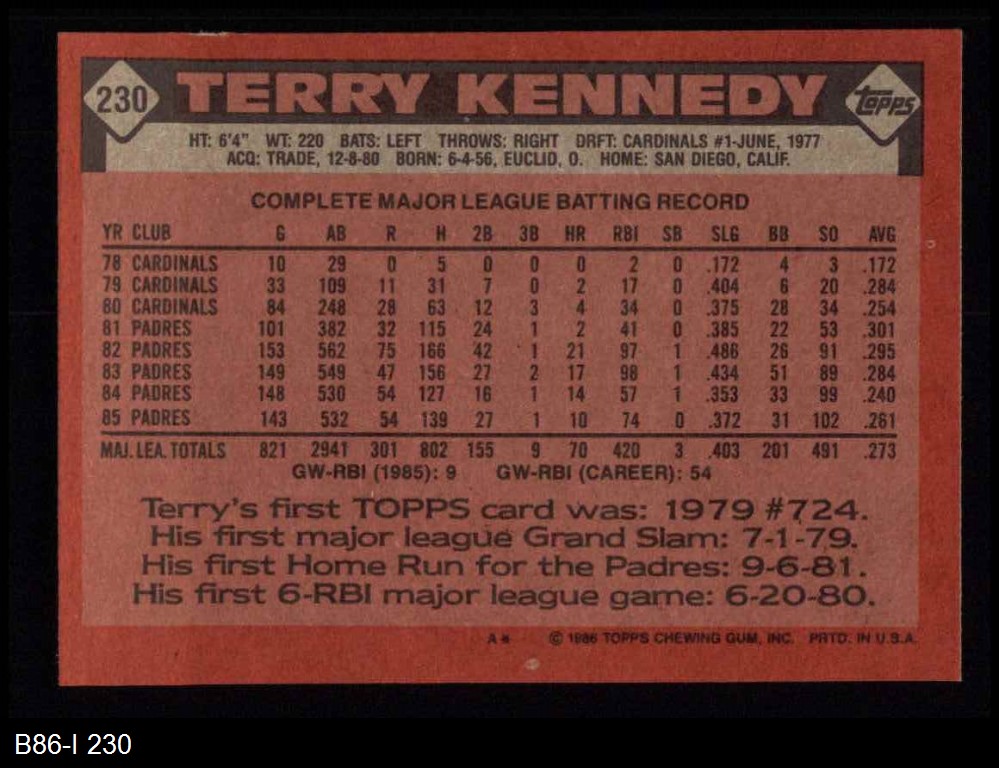 230 TERRY KENNEDY topps
HT: 6'4" WT: 220 BATS: LEFT THROWS: RIGHT DRFT: CARDINALS #1-JUNE, 1977
ACQ: TRADE, 12-8-80 BORN: 6-4-56, EUCLID, O. HOME: SAN DIEGO, CALIF.
COMPLETE MAJOR LEAGUE BATTING RECORD
YR CLUB G AB R H 2B 3B HR RBI SB SLG BB SO AVG
78 CARDINALS 10 29 0 5 0 0 0 2 0 .172 4 3 .172
79 CARDINALS 33 109 11 31 7 0 2 17 0 .404 6 20 .284
80 CARDINALS 84 248 28 63 12 3 4 34 0 .375 28 34 .254
81 PADRES 101 382 32 115 24 1 2 41 0 .385 22 53 .301
82 PADRES 153 562 75 166 42 1 21 97 1 .486 26 91 .295
83 PADRES 149 549 47 156 27 2 17 98 1 .434 51 89 .284
84 PADRES 148 530 54 127 16 1 14 57 1 .353 33 99 .240
85 PADRES 143 532 54 139 27 1 10 74 0 .372 31 102 .261
MAJ. LEA. TOTALS 821 2941 301 802 155 9 70 420 3 .403 201 491 .273
GW-RBI (1985): 9 GW-RBI (CAREER): 54
Terry's first TOPPS card was: 1979 #724.
His first major league Grand Slam: 7-1-79.
His first Home Run for the Padres: 9-6-81.
His first 6-RBI major league game: 6-20-80.
A* © 1986 TOPPS CHEWING GUM, INC. PRTD. IN U.S.A.
B86-I 230